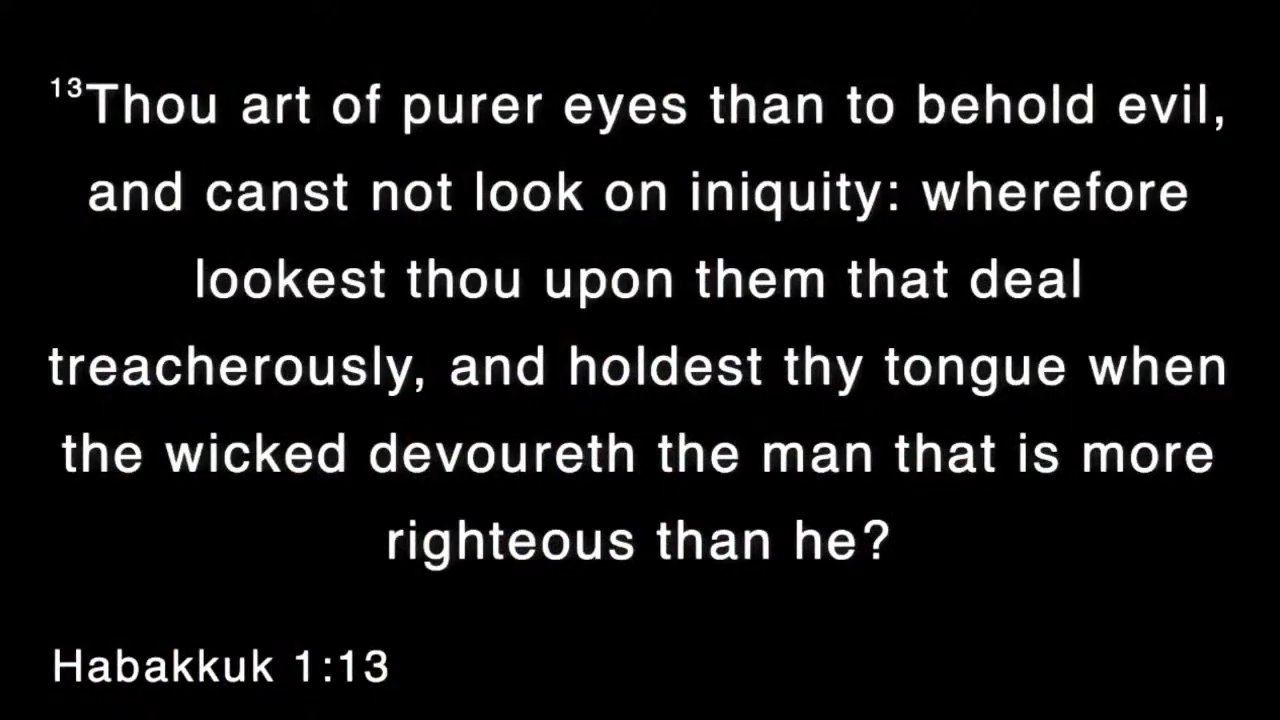 ¹³Thou art of purer eyes than to behold evil,
and canst not look on iniquity: wherefore
lookest thou upon them that deal
treacherously, and holdest thy tongue when
the wicked devoureth the man that is more
righteous than he?
Habakkuk 1:13